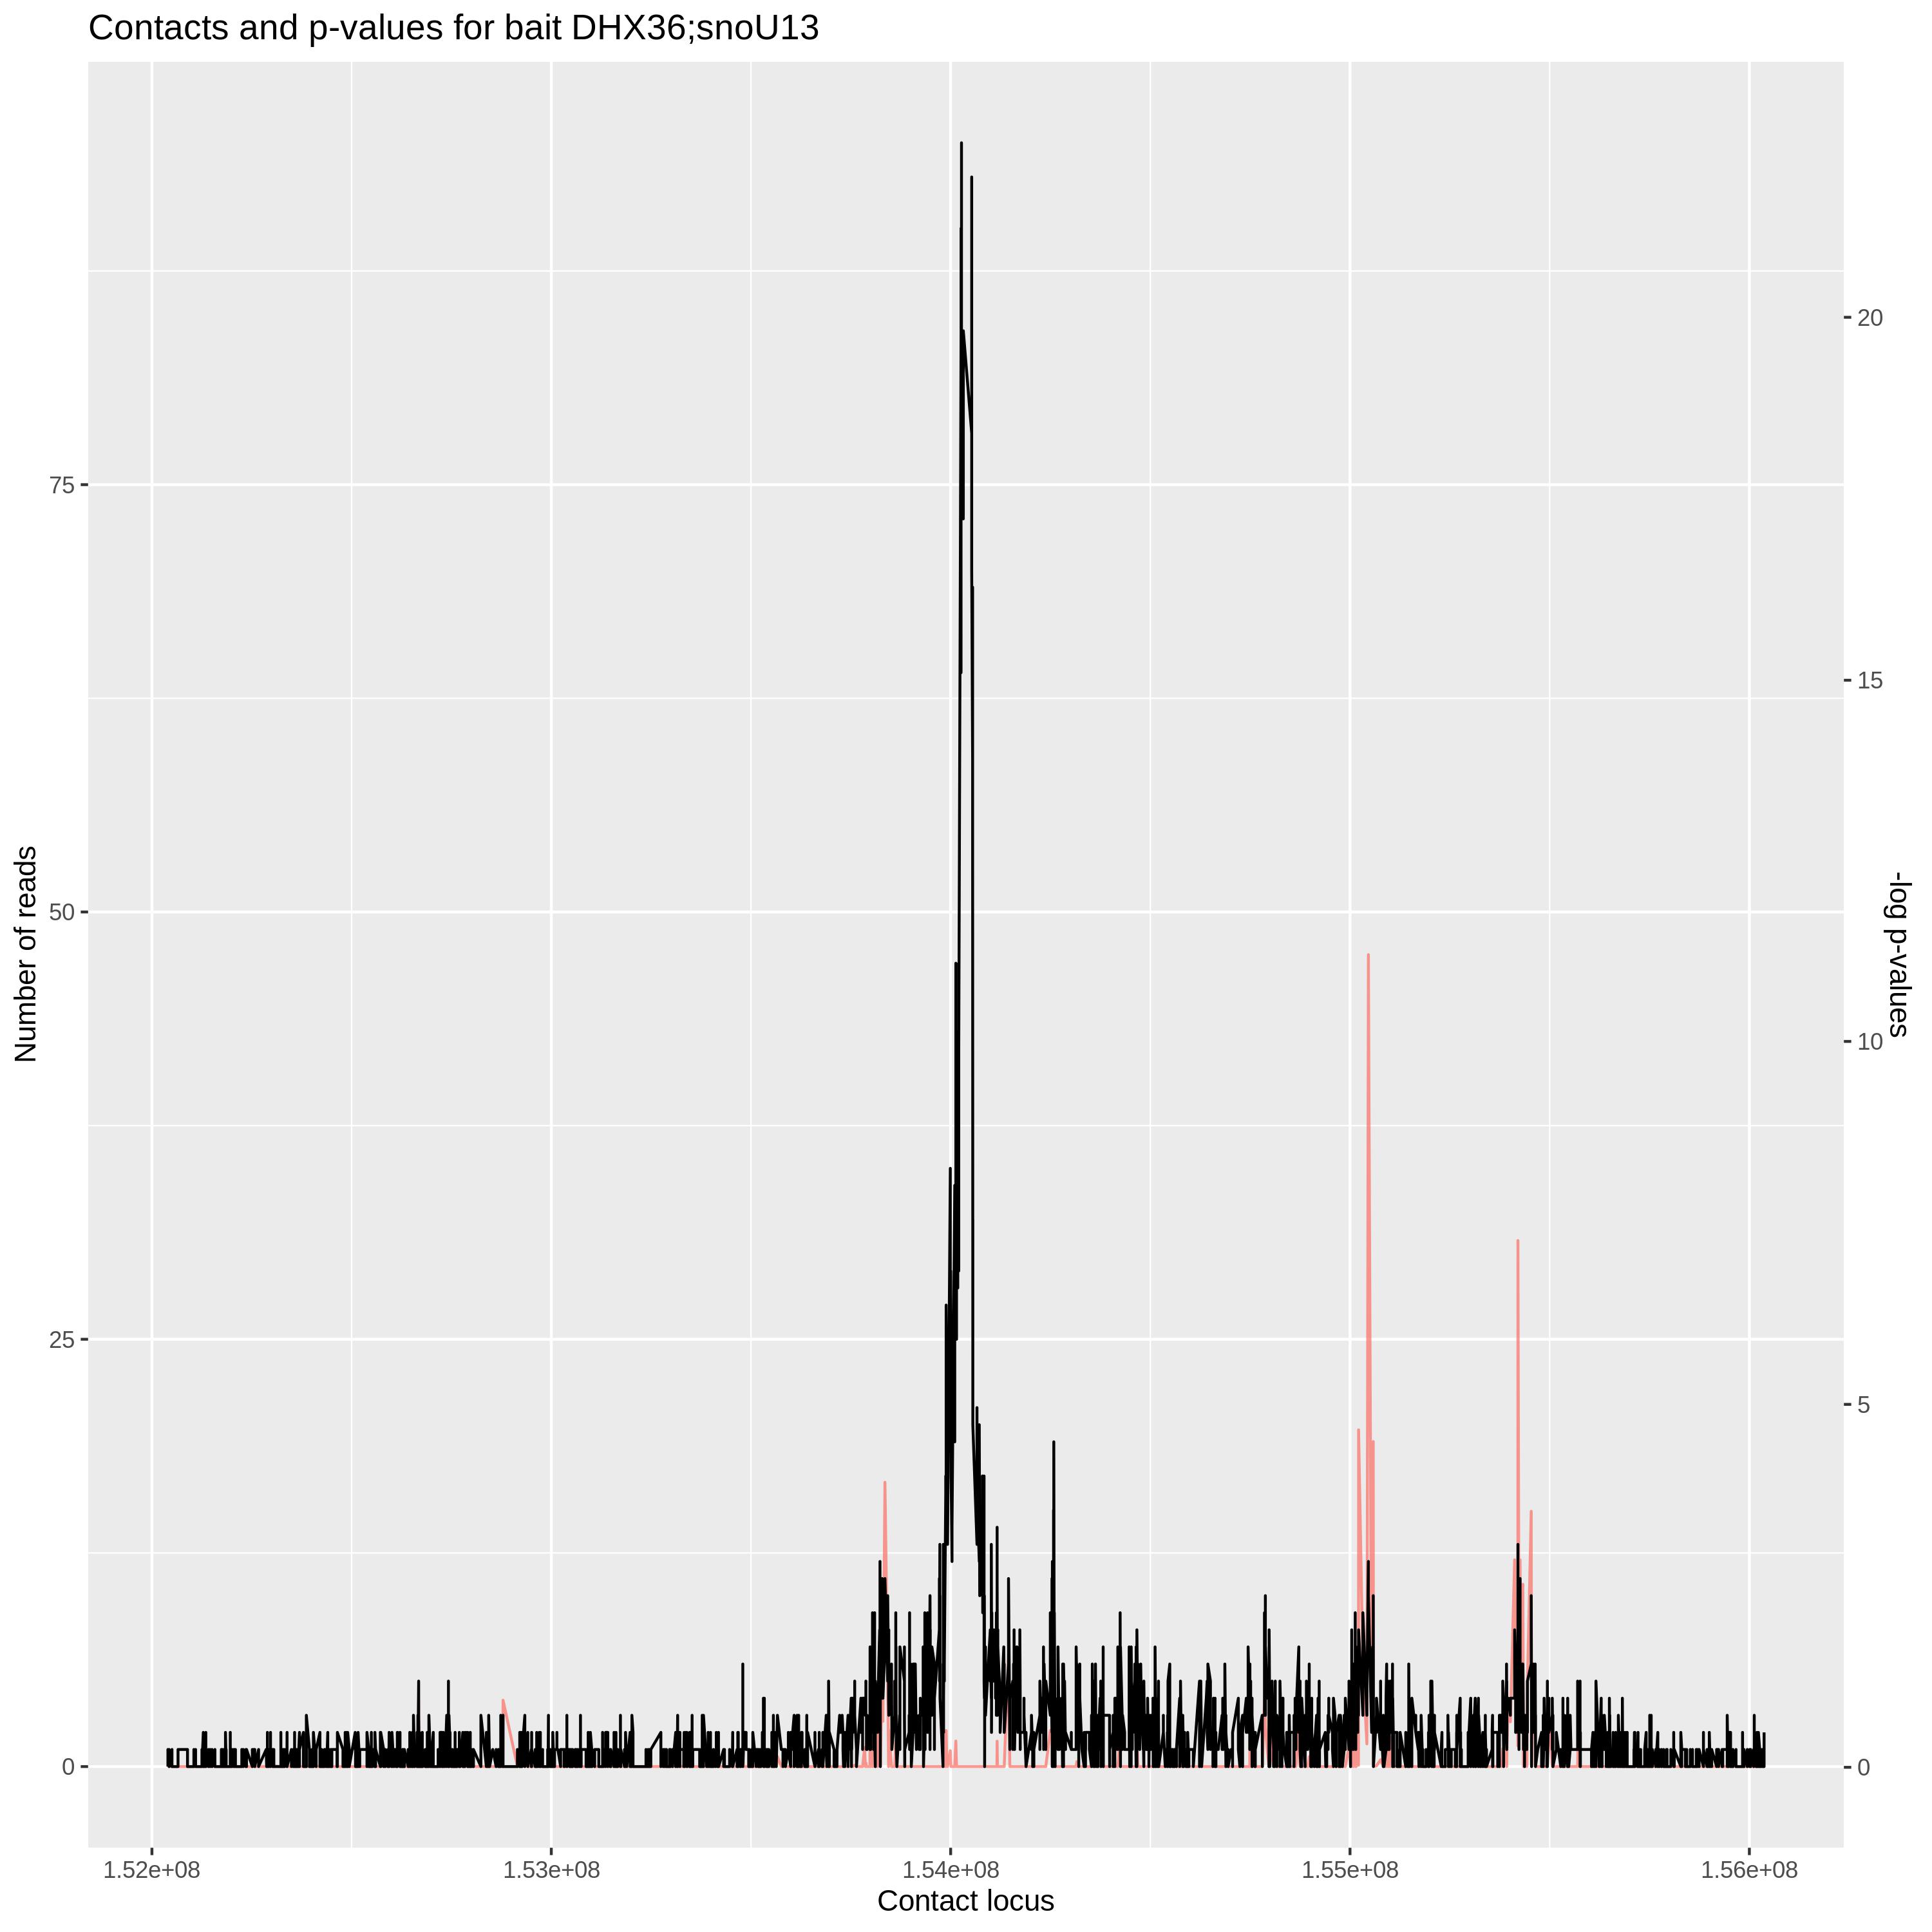 Contacts and p-values for bait DHX36;snoU13
Number of reads
75
50
25
0
20
15
10
5
0
-log p-values
1.52e+08
1.53e+08
1.54e+08
1.55e+08
1.56e+08
Contact locus